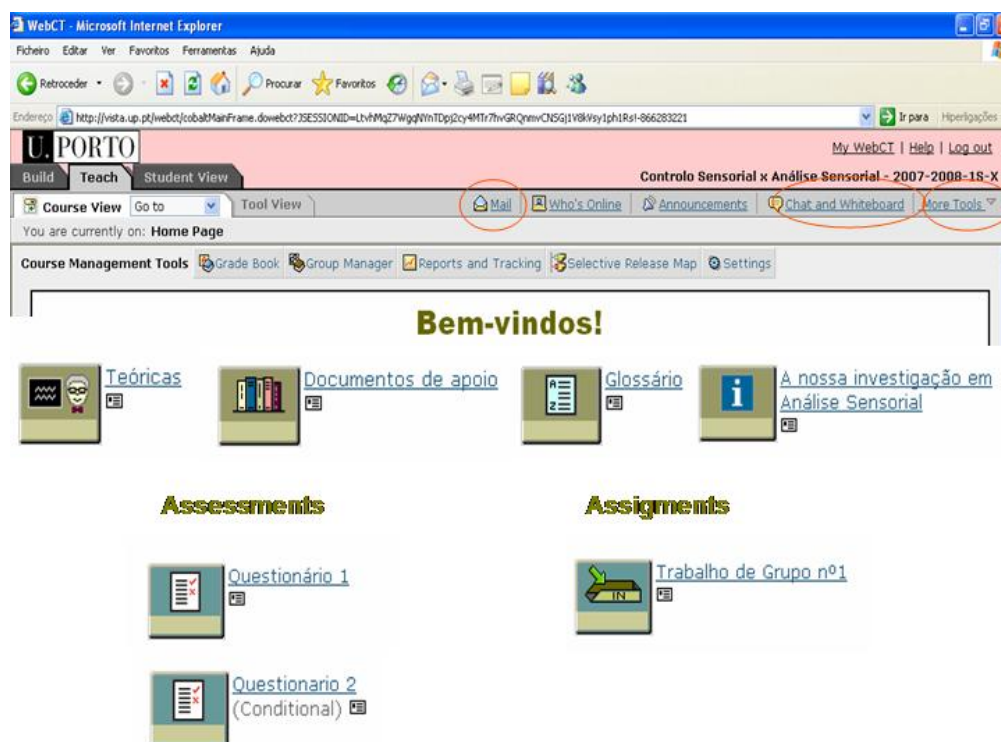 WebCT - Microsoft Internet Explorer
Ficheiro Editar Ver Favoritos Ferramentas Ajuda
Retroceder Procurar Favoritos
Endereço http://vista.up.pt/webct/cobaltMainFrame.dowebct? Ir para Hiperligações
U. PORTO
My WebCT | Help | Log out
Build Teach Student View Controlo Sensorial x Análise Sensorial - 2007-2008-1S-X
Course View Go to Tool View Mail Who's Online Announcements Chat and Whiteboard More Tools
You are currently on: Home Page
Course Management Tools Grade Book Group Manager Reports and Tracking Selective Release Map Settings
Bem-vindos!
Teóricas Documentos de apoio Glossário A nossa investigação em
Análise Sensorial
Assessments Assigments
Questionário 1 Trabalho de Grupo nº1
IN
Questionario 2
(Conditional)